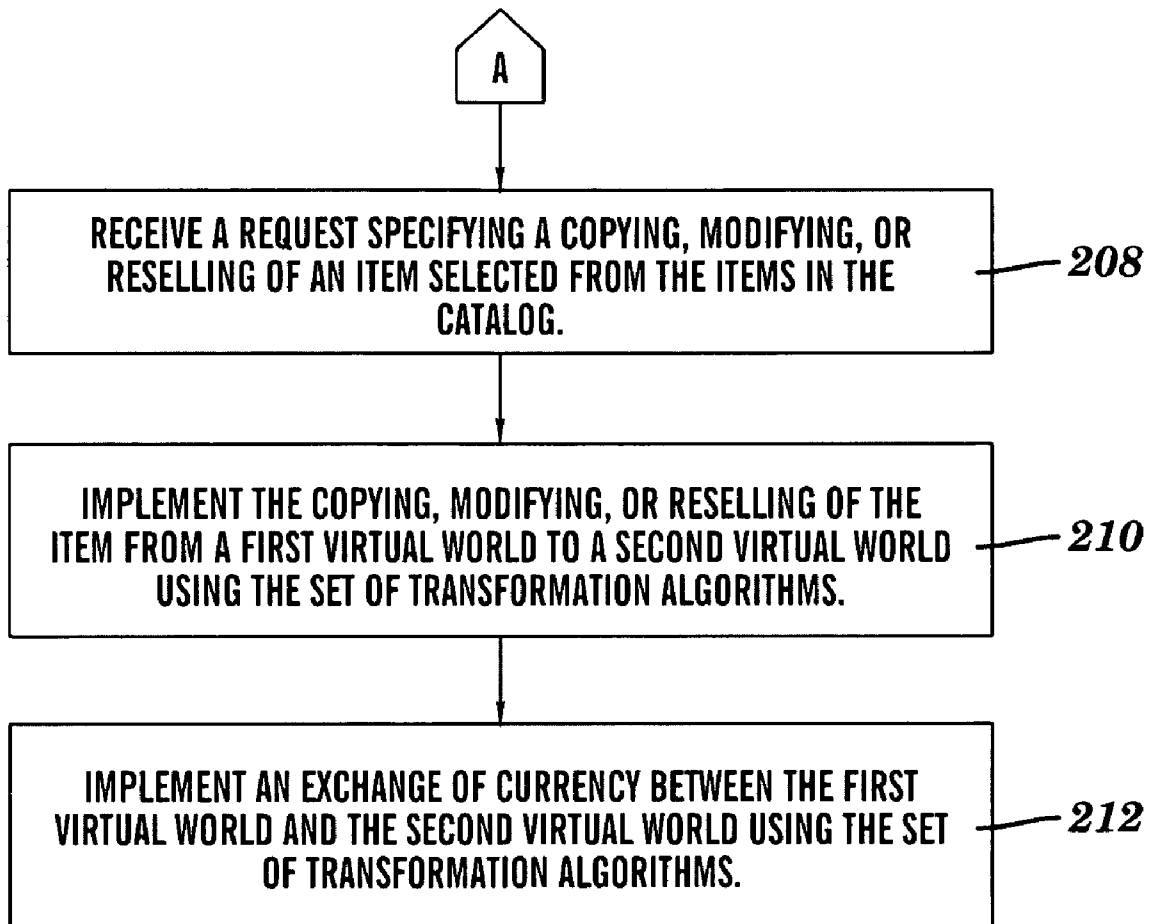 A
RECEIVE A REQUEST SPECIFYING A COPYING, MODIFYING, OR
RESELLING OF AN ITEM SELECTED FROM THE ITEMS IN THE
CATALOG.
208
IMPLEMENT THE COPYING, MODIFYING, OR RESELLING OF THE
ITEM FROM A FIRST VIRTUAL WORLD TO A SECOND VIRTUAL WORLD
USING THE SET OF TRANSFORMATION ALGORITHMS.
210
IMPLEMENT AN EXCHANGE OF CURRENCY BETWEEN THE FIRST
VIRTUAL WORLD AND THE SECOND VIRTUAL WORLD USING THE SET
OF TRANSFORMATION ALGORITHMS.
212